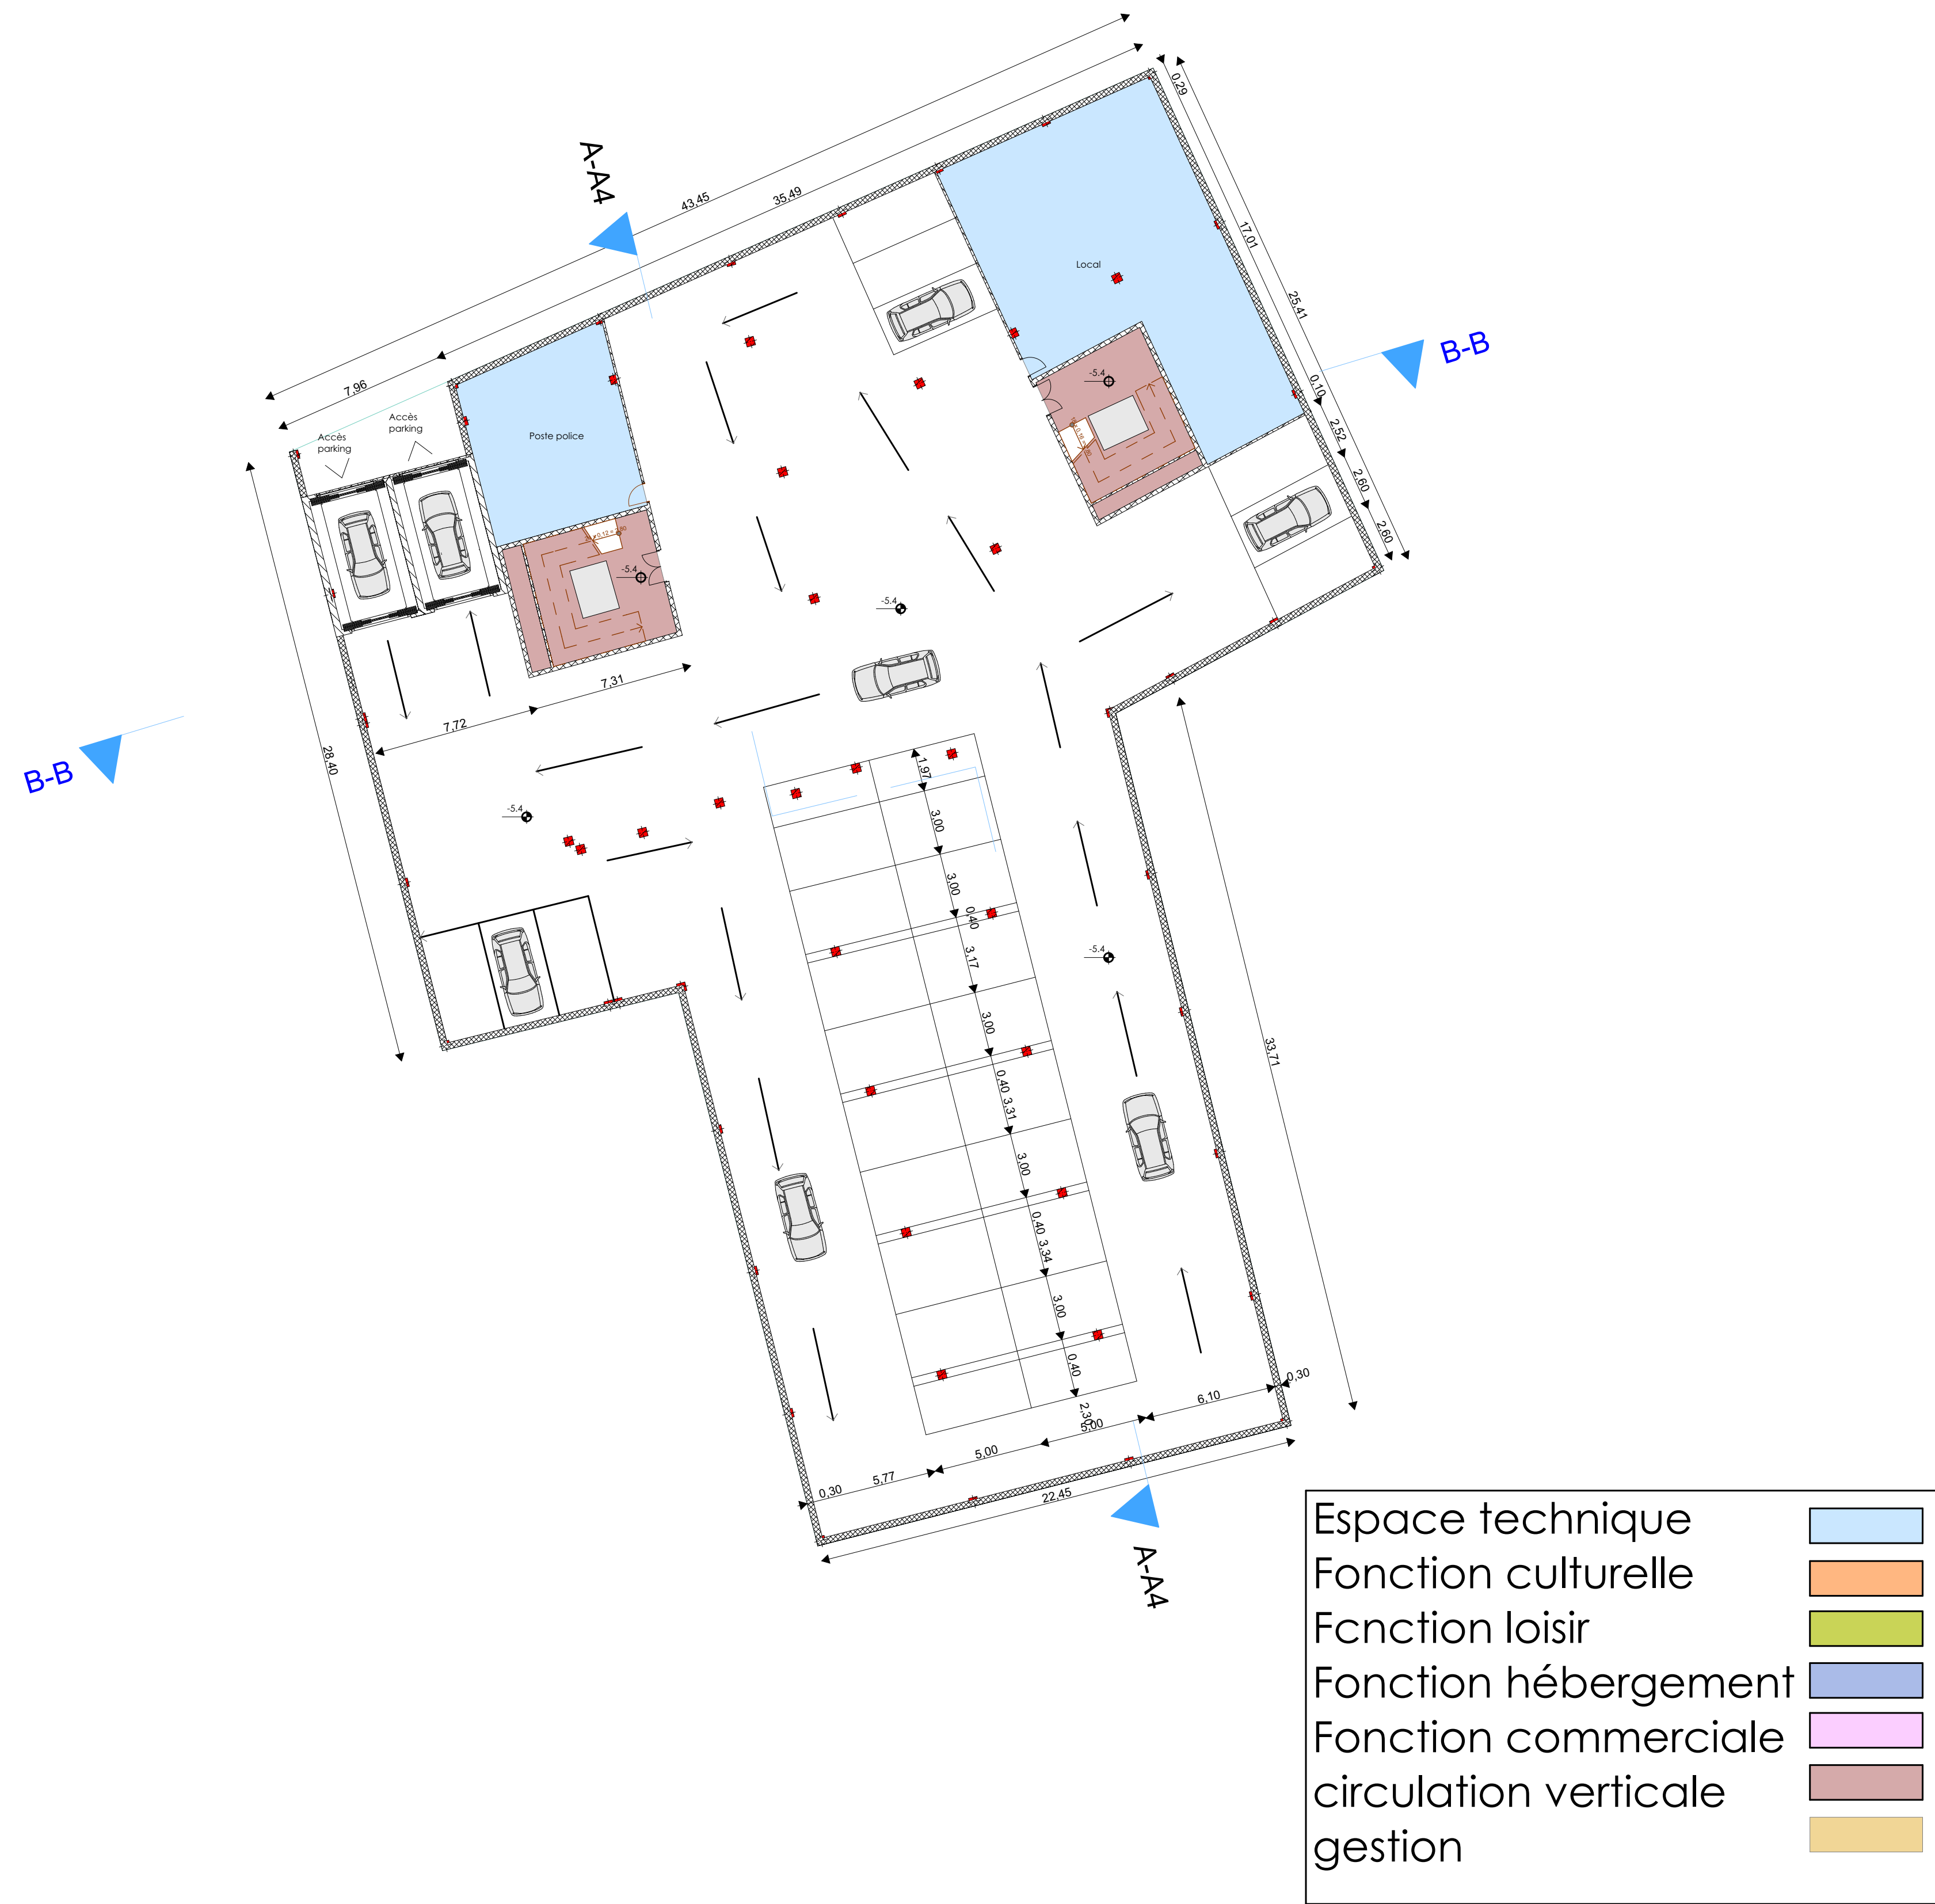 A-A4
43,45
35,49
7,96
0,29
17,01
25,41
0,10
2,52
2,60
2,60
B-B
Local
-5.4
Accès
parking
Accès
parking
Poste police
-5.4
-5.4
7,31
7,72
28,40
B-B
-5.4
1,97
3,00
3,00
0,40
3,17
3,00
0,40
3,31
3,00
0,40
3,34
3,00
0,40
2,30
-5.4
33,71
0,30
6,10
5,00
5,00
5,77
0,30
22,45
A-A4
Espace technique
Fonction culturelle
Fcnction loisir
Fonction hébergement
Fonction commerciale
circulation verticale
gestion